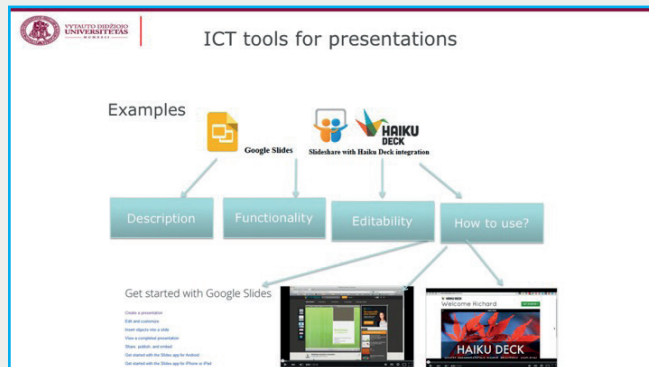 VYTAUTO DIDŽIOJO
UNIVERSITETAS
ICT tools for presentations
Examples
Google Slides
HAIKU
DECK
Slideshare with Haiku Deck integration
Description
Functionality
Editability
How to use?
Get started with Google Slides
Create a presentation
Edit and customize
Insert objects into a slide
View a completed presentation
Share, publish, and embed
Get started with the Slides app for Android
Get started with the Slides app for iPhone or iPad
HAIKU DECK
Welcome Richard
HAIKU DECK